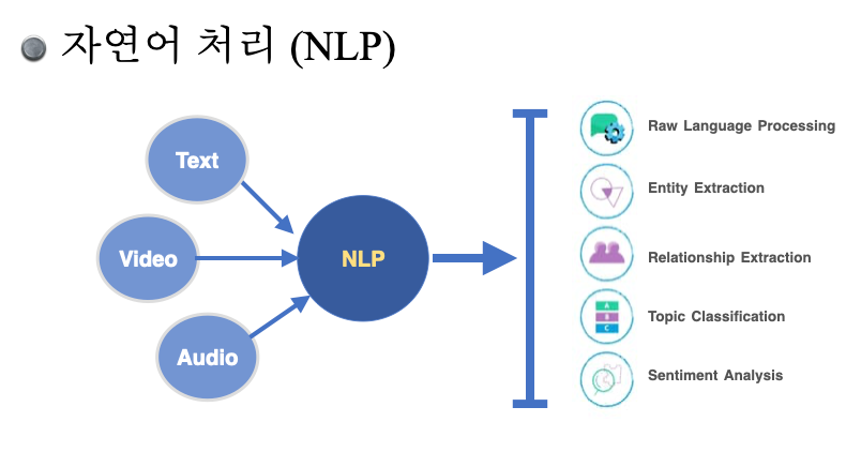 자연어 처리 (NLP)
Text
Video
Audio
NLP
Raw Language Processing
Entity Extraction
Relationship Extraction
Topic Classification
Sentiment Analysis
A
B
C